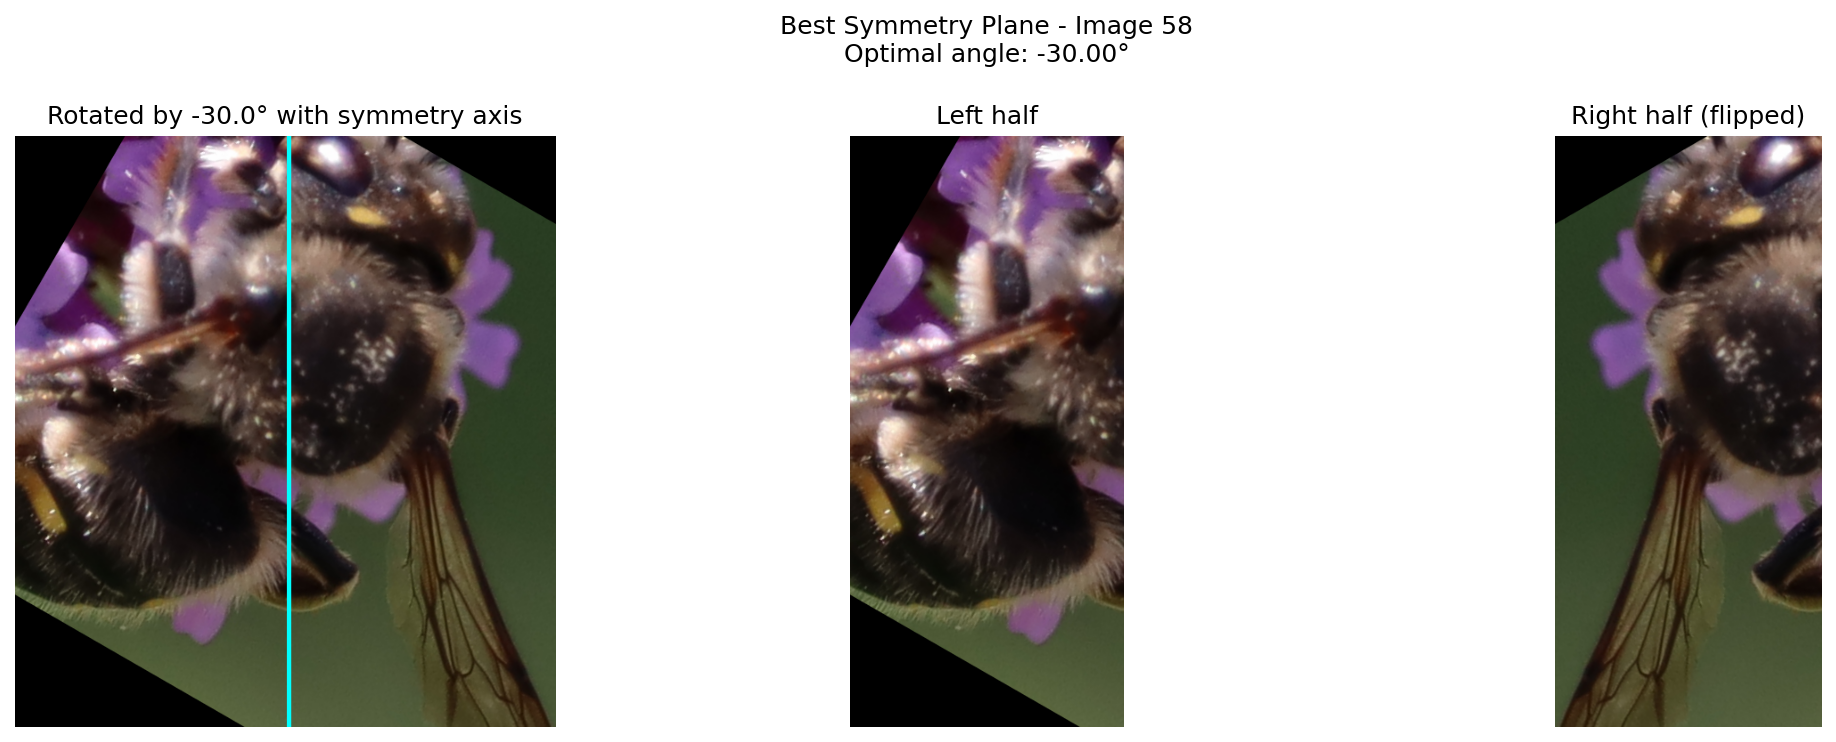 Best Symmetry Plane - Image 58
Optimal angle: -30.00°
Rotated by -30.0° with symmetry axis
Left half
Right half (flipped)